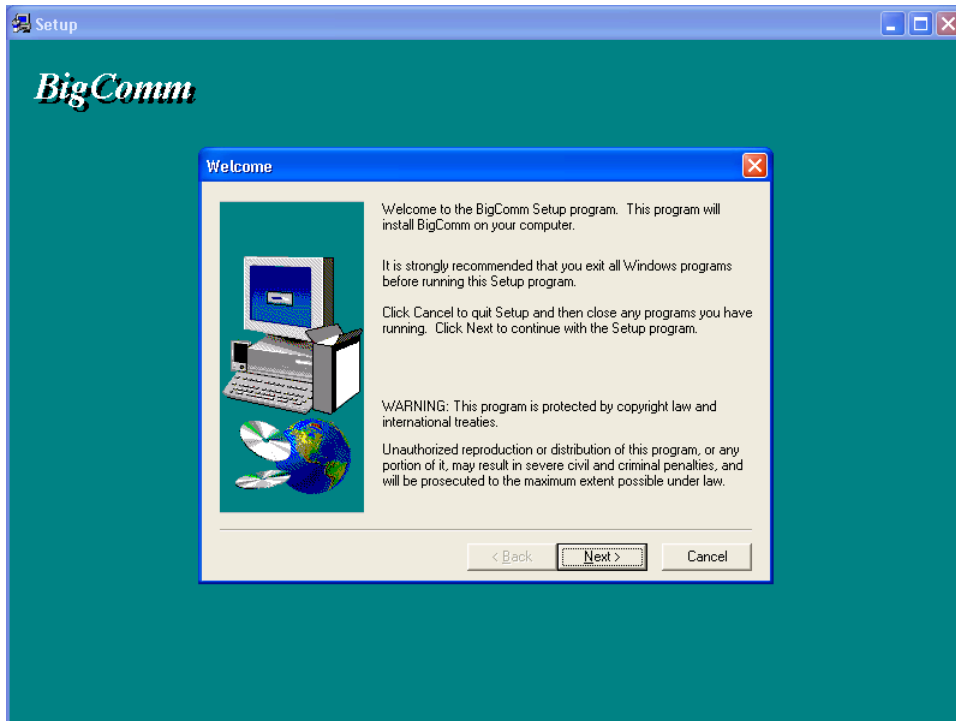 Setup
BigComm
Welcome
Welcome to the BigComm Setup program. This program will
install BigComm on your computer.
It is strongly recommended that you exit all Windows programs
before running this Setup program.
Click Cancel to quit Setup and then close any programs you have
running. Click Next to continue with the Setup program.
WARNING: This program is protected by copyright law and
international treaties.
Unauthorized reproduction or distribution of this program, or any
portion of it, may result in severe civil and criminal penalties, and
will be prosecuted to the maximum extent possible under law.
< Back Next > Cancel